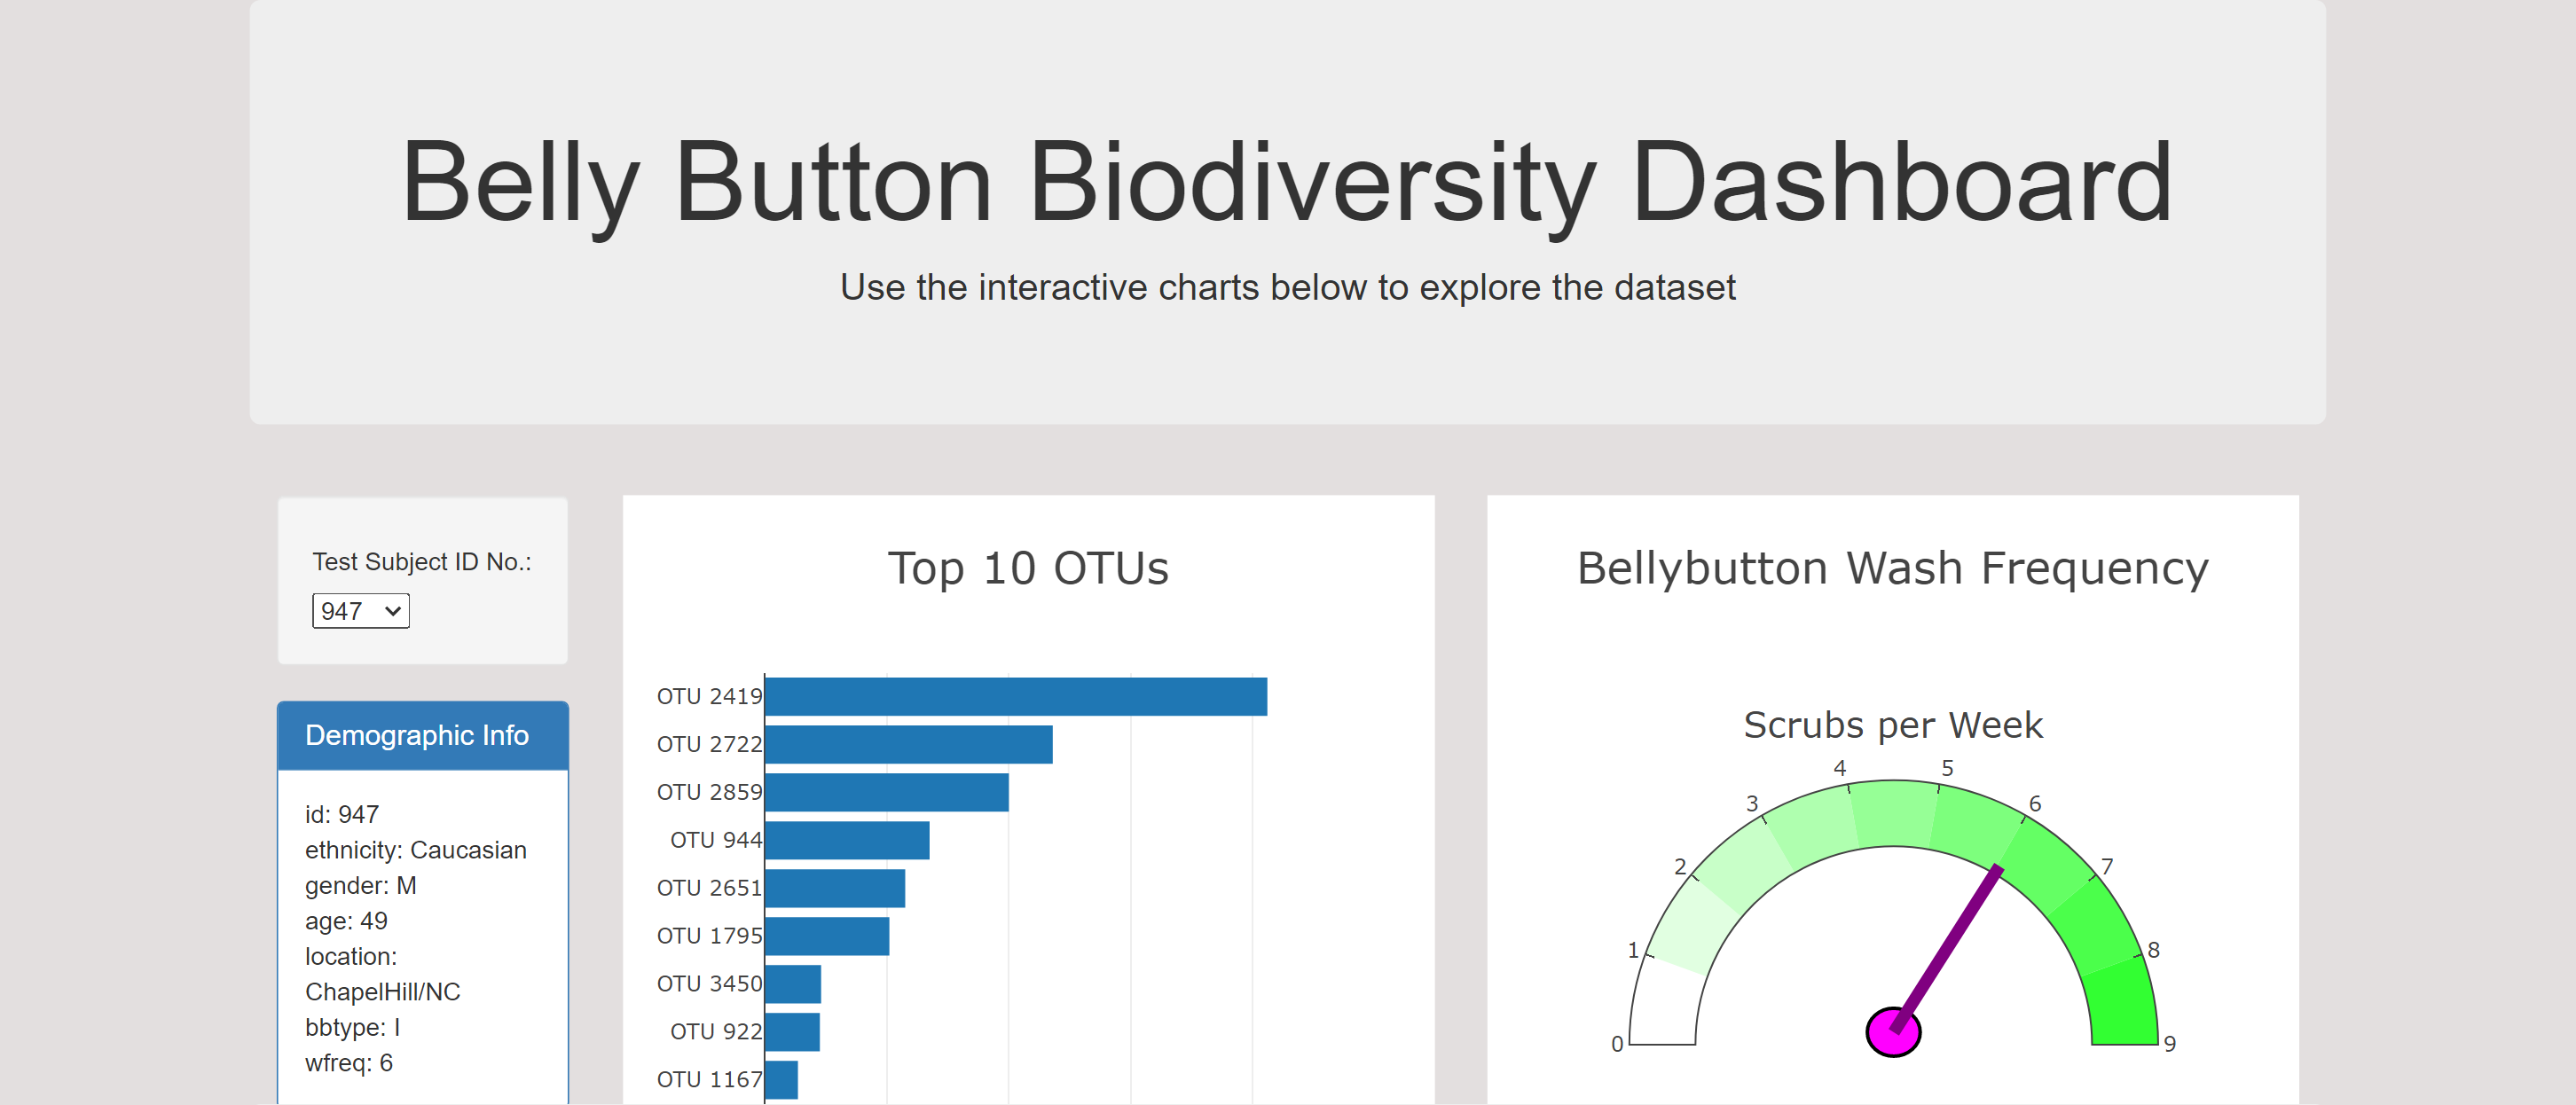 Belly Button Biodiversity Dashboard
Use the interactive charts below to explore the dataset
Test Subject ID No.:
947
Demographic Info
id: 947
ethnicity: Caucasian
gender: M
age: 49
location:
ChapelHill/NC
bbtype: I
wfreq: 6
Top 10 OTUs
OTU 2419
OTU 2722
OTU 2859
OTU 944
OTU 2651
OTU 1795
OTU 3450
OTU 922
OTU 1167
Bellybutton Wash Frequency
Scrubs per Week
0
1
2
3
4
5
6
7
8
9